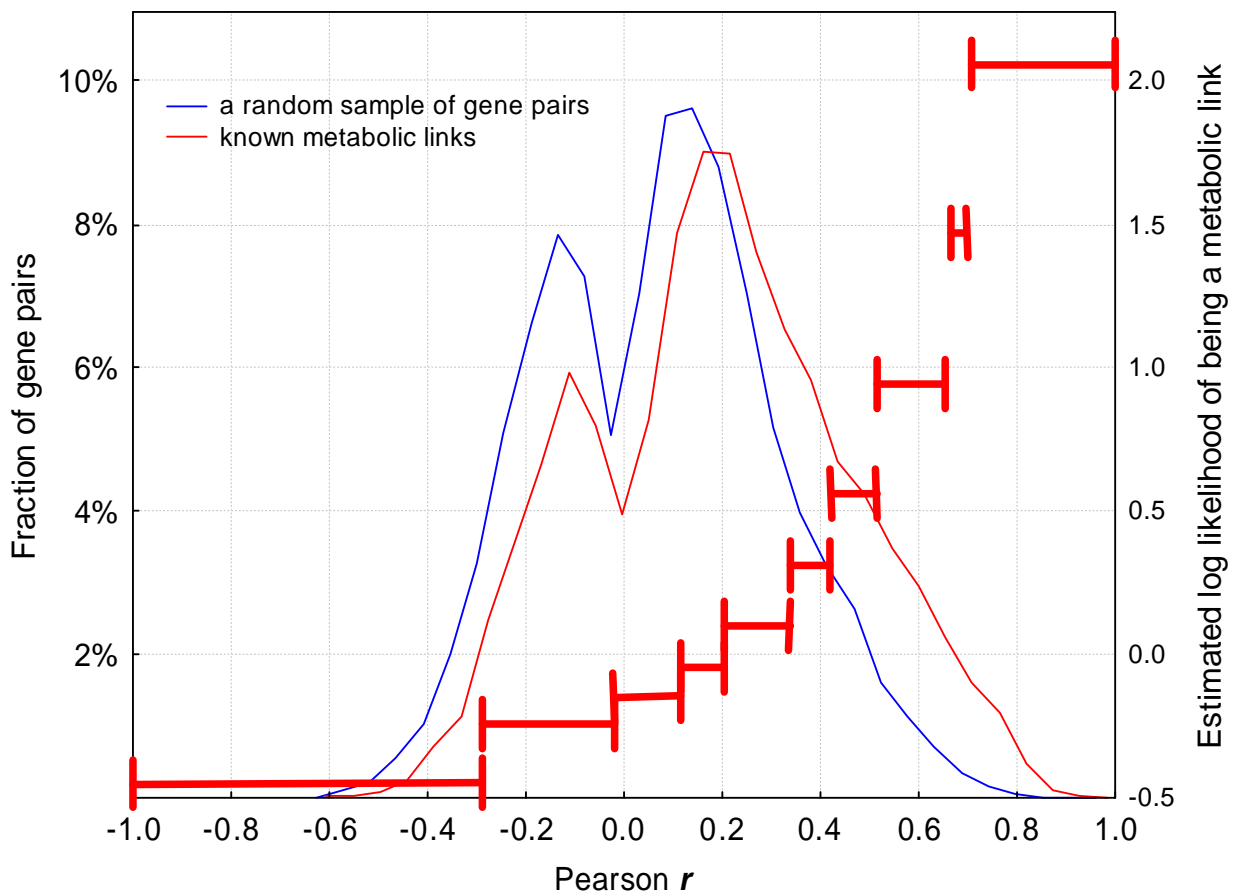 Fraction of gene pairs
10%
8%
6%
4%
2%
a random sample of gene pairs
known metabolic links
2.0
1.5
1.0
0.5
0.0
-0.5
Estimated log likelihood of being a metabolic link
-1.0 -0.8 -0.6 -0.4 -0.2 0.0 0.2 0.4 0.6 0.8 1.0
Pearson r